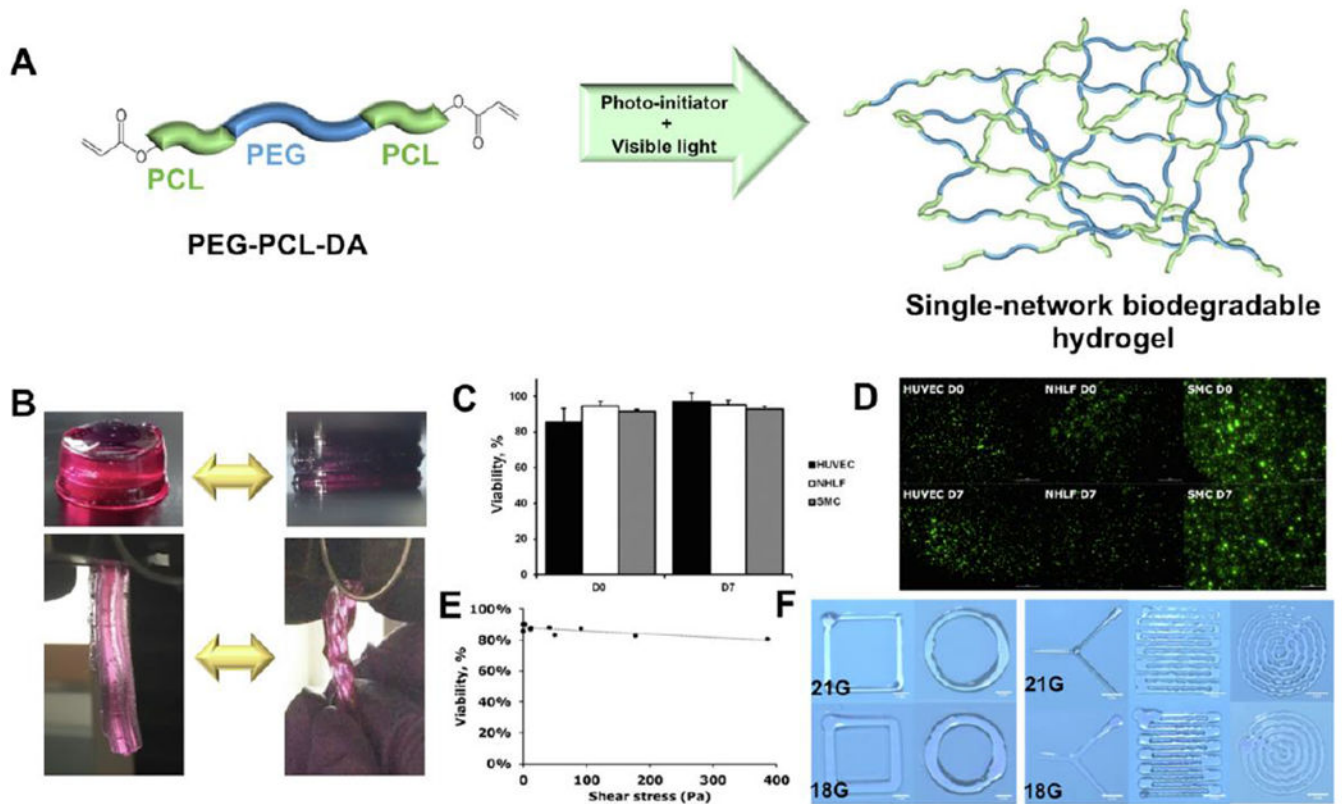 A
O
O
O
O
PCL
PEG
PCL
PEG-PCL-DA
Photo-initiator
+
Visible light
Single-network biodegradable
hydrogel
B
C
Viability, %
100
80
60
40
20
0
D0
D7
HUVEC
NHLF
SMC
D
HUVEC D0
NHLF D0
SMC D0
HUVEC D7
NHLF D7
SMC D7
E
Viability, %
100%
80%
60%
40%
20%
0%
0
100
200
300
400
Shear stress (Pa)
F
21G
21G
18G
18G